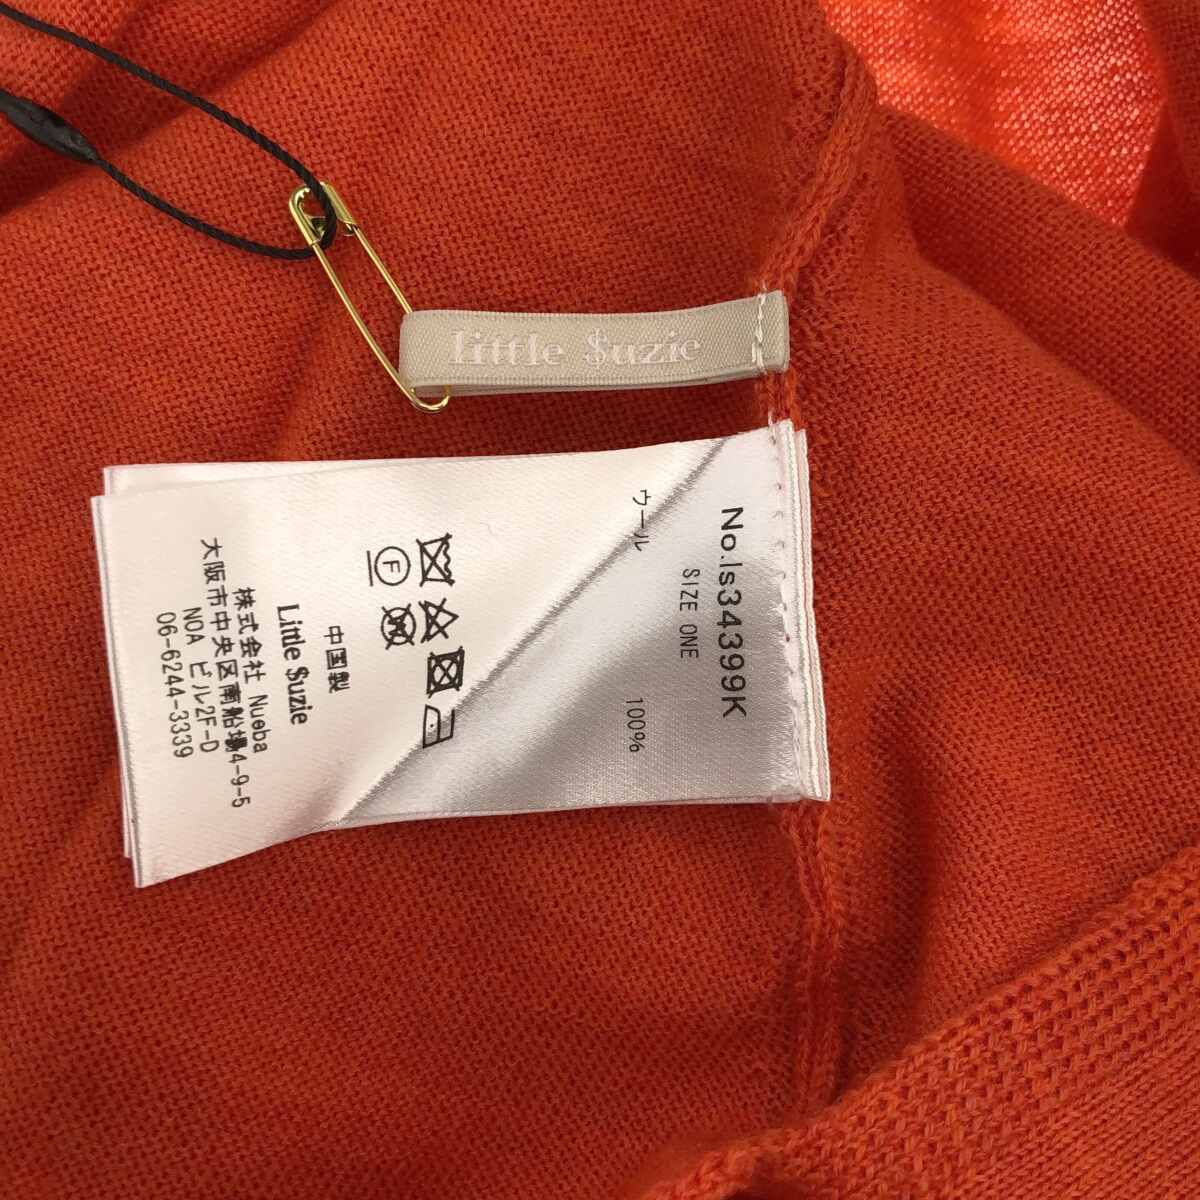 Little $uzie
No.ls34399K
SIZE ONE
ウール 100%
F
中国製
Little $uzie
株式会社 Nueba
大阪市中央区南船場4-9-5
NOA ビル2F-D
06-6244-3339